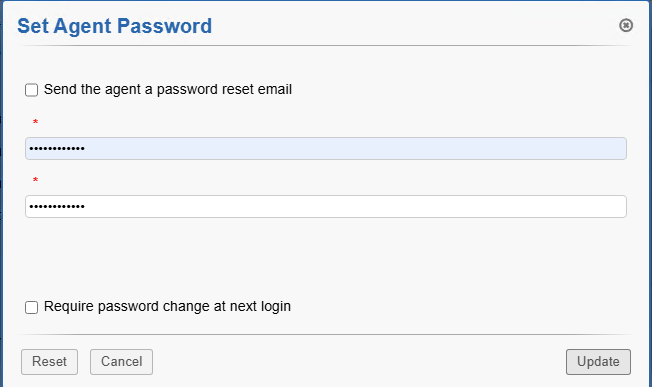 Set Agent Password
Send the agent a password reset email
*
••••••••••••
*
••••••••••••
Require password change at next login
Reset Cancel Update